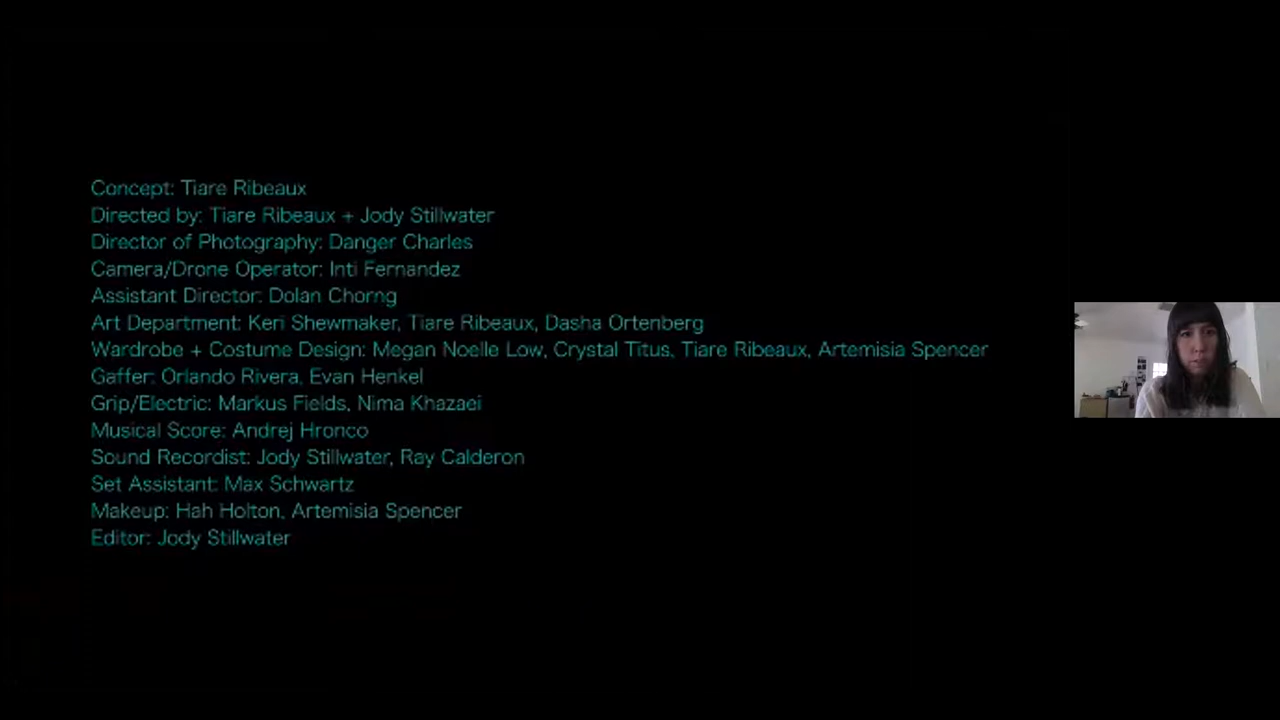 Concept: Tiare Ribeaux
Directed by: Tiare Ribeaux + Jody Stillwater
Director of Photography: Danger Charles
Camera/Drone Operator: Inti Fernandez
Assistant Director: Dolan Chorng
Art Department: Keri Shewmaker, Tiare Ribeaux, Dasha Ortenberg
Wardrobe + Costume Design: Megan Noelle Low, Crystal Titus, Tiare Ribeaux, Artemisia Spencer
Gaffer: Orlando Rivera, Evan Henkel
Grip/Electric: Markus Fields, Nima Khazaei
Musical Score: Andrej Hronco
Sound Recordist: Jody Stillwater, Ray Calderon
Set Assistant: Max Schwartz
Makeup: Hah Holton, Artemisia Spencer
Editor: Jody Stillwater